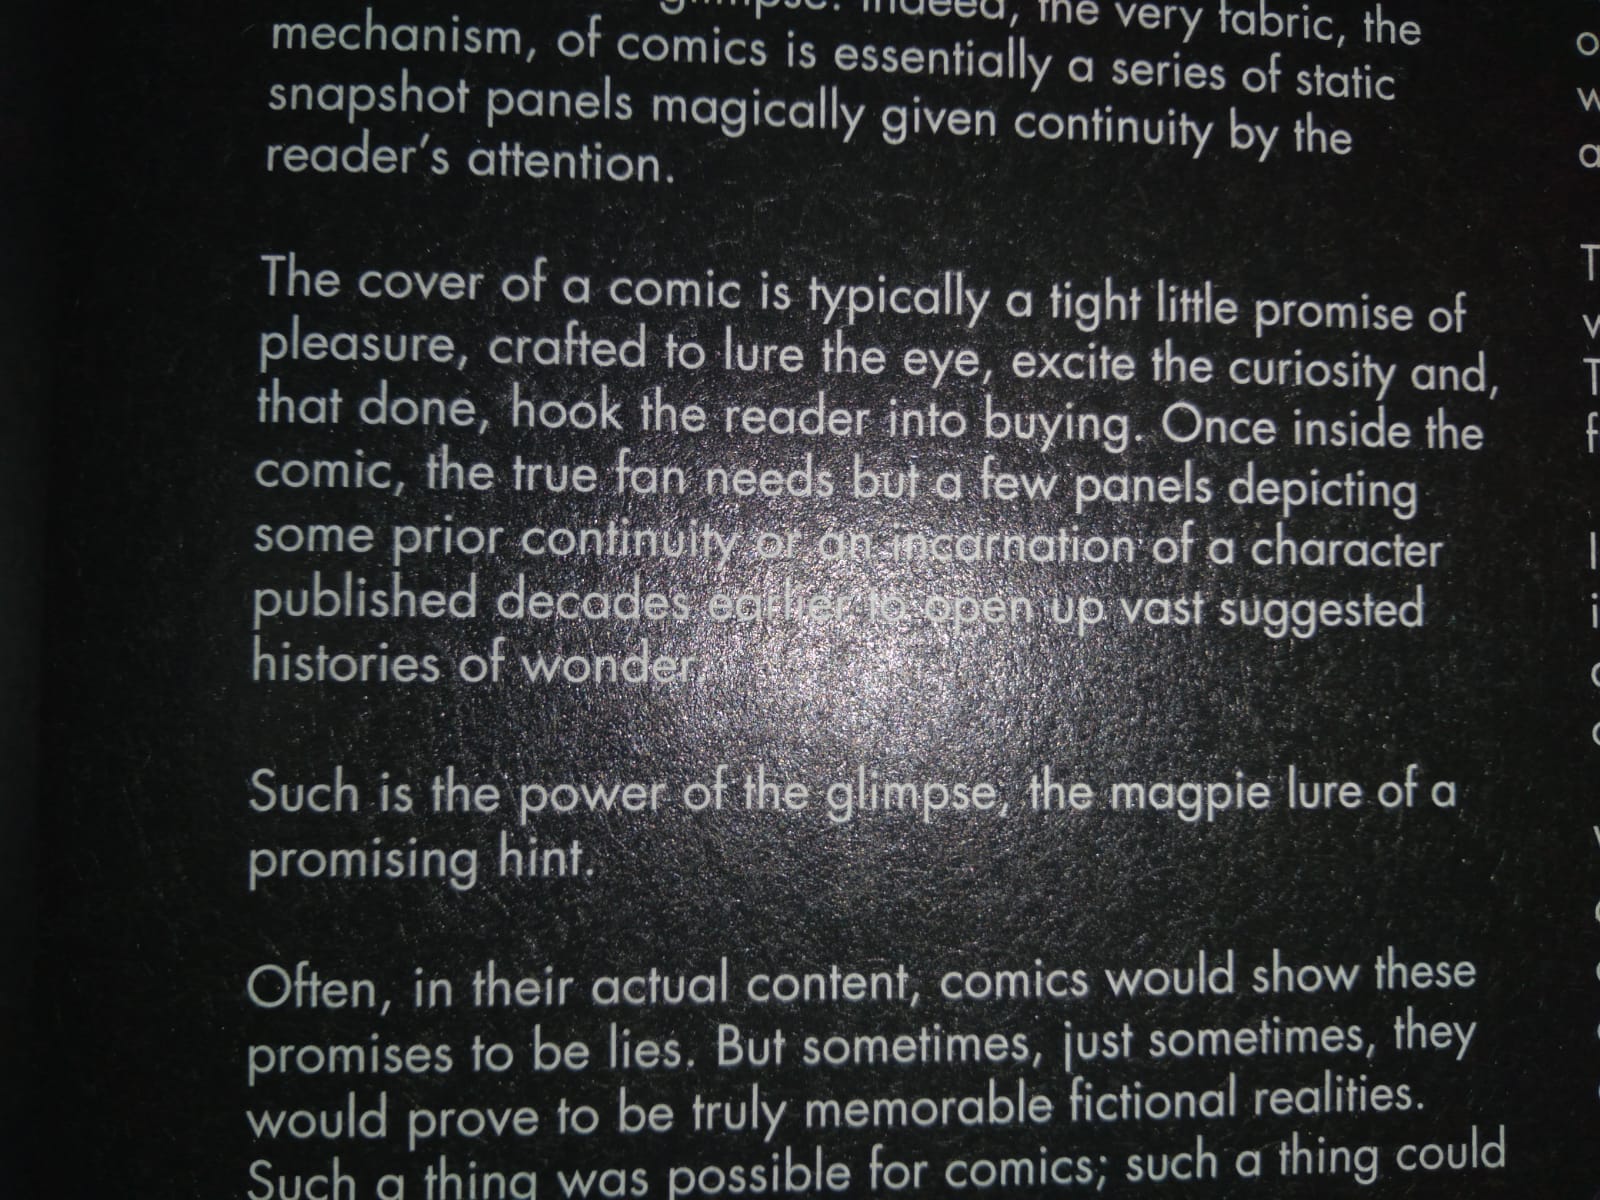 glimpse. Indeed, the very fabric, the
mechanism, of comics is essentially a series of static
snapshot panels magically given continuity by the
reader's attention.
The cover of a comic is typically a tight little promise of
pleasure, crafted to lure the eye, excite the curiosity and,
that done, hook the reader into buying. Once inside the
comic, the true fan needs but a few panels depicting
some prior continuity or an incarnation of a character
published decades earlier to open up vast suggested
histories of wonder.
Such is the power of the glimpse, the magpie lure of a
promising hint.
Often, in their actual content, comics would show these
promises to be lies. But sometimes, just sometimes, they
would prove to be truly memorable fictional realities.
Such a thing was possible for comics; such a thing could